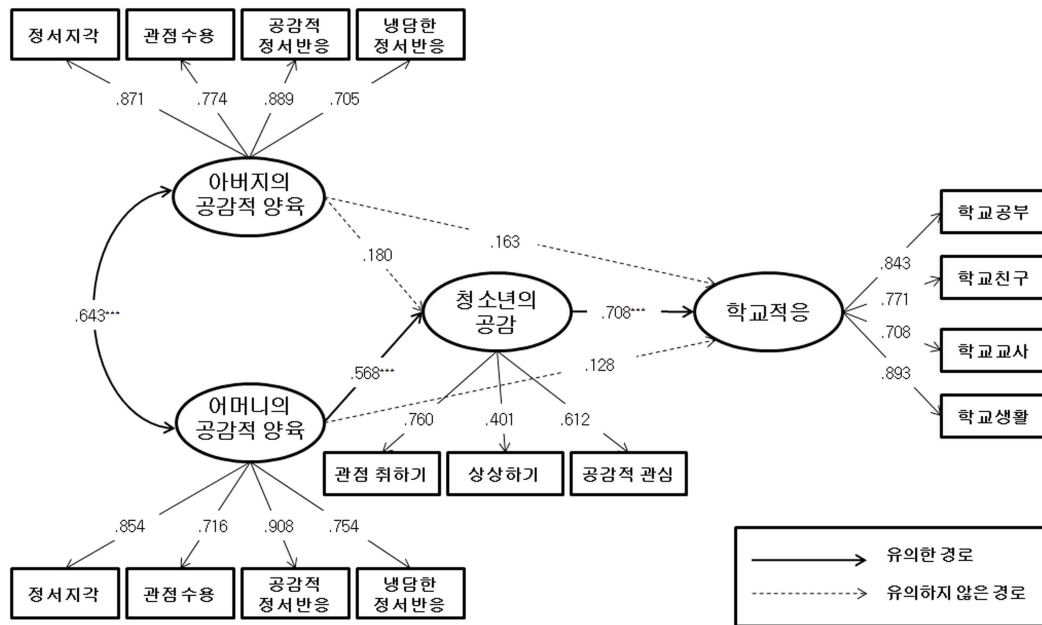 정서지각
관점수용
공감적
정서반응
냉담한
정서반응
.871
.774
.889
.705
아버지의
공감적 양육
학교공부
.163
.180
.843
학교친구
청소년의
공감
.771
.643***
.708***
학교적응
.708
학교교사
.568***
.128
.893
어머니의
공감적 양육
학교생활
.760
.401
.612
관점 취하기
상상하기
공감적 관심
.854
.716
.908
.754
유의한 경로
정서지각
관점수용
공감적
정서반응
냉담한
정서반응
유의하지 않은 경로